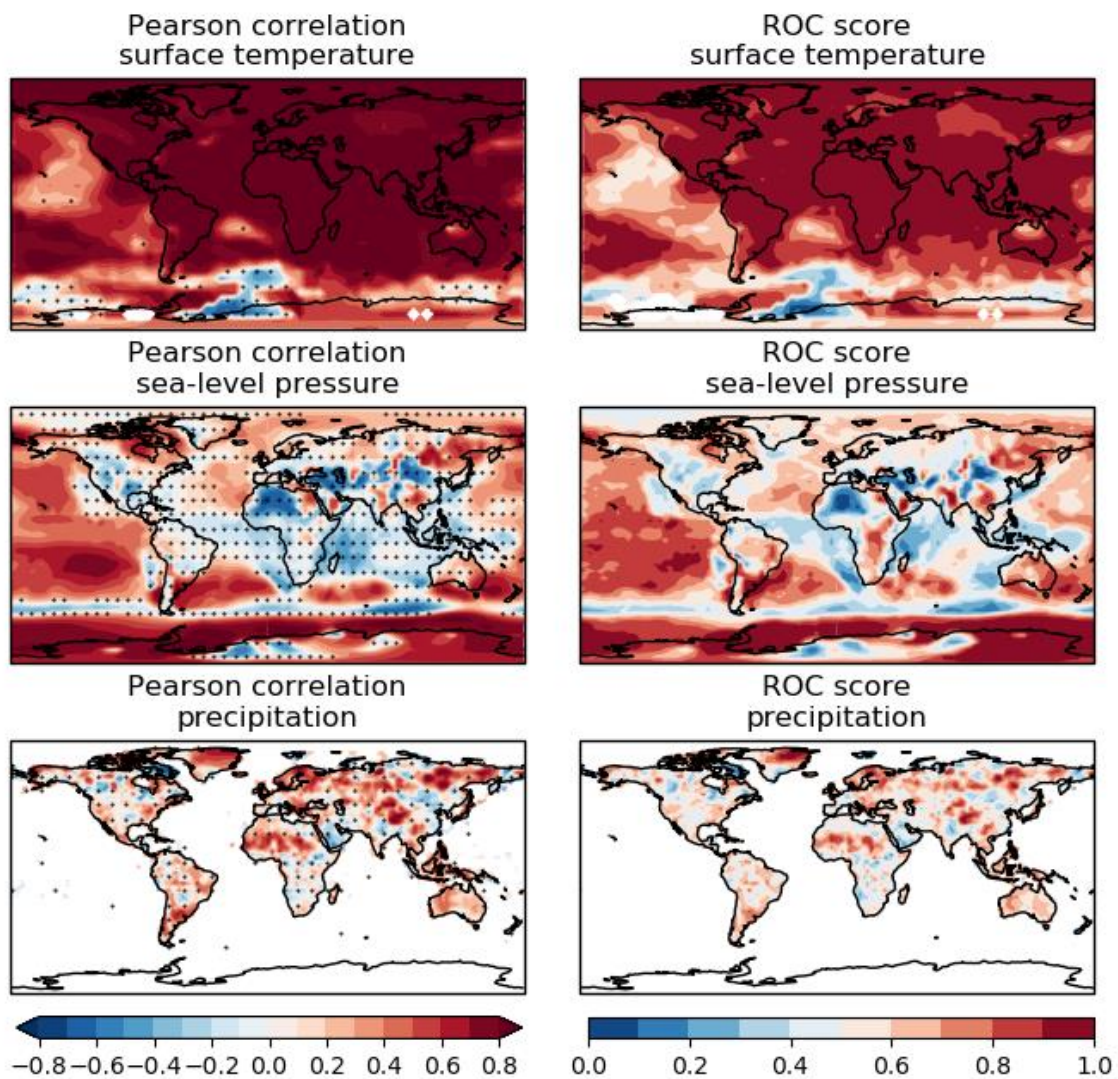 Pearson correlation
surface temperature
ROC score
surface temperature
Pearson correlation
sea-level pressure
ROC score
sea-level pressure
Pearson correlation
precipitation
ROC score
precipitation
−0.8 −0.6 −0.4 −0.2 0.0 0.2 0.4 0.6 0.8
0.0 0.2 0.4 0.6 0.8 1.0